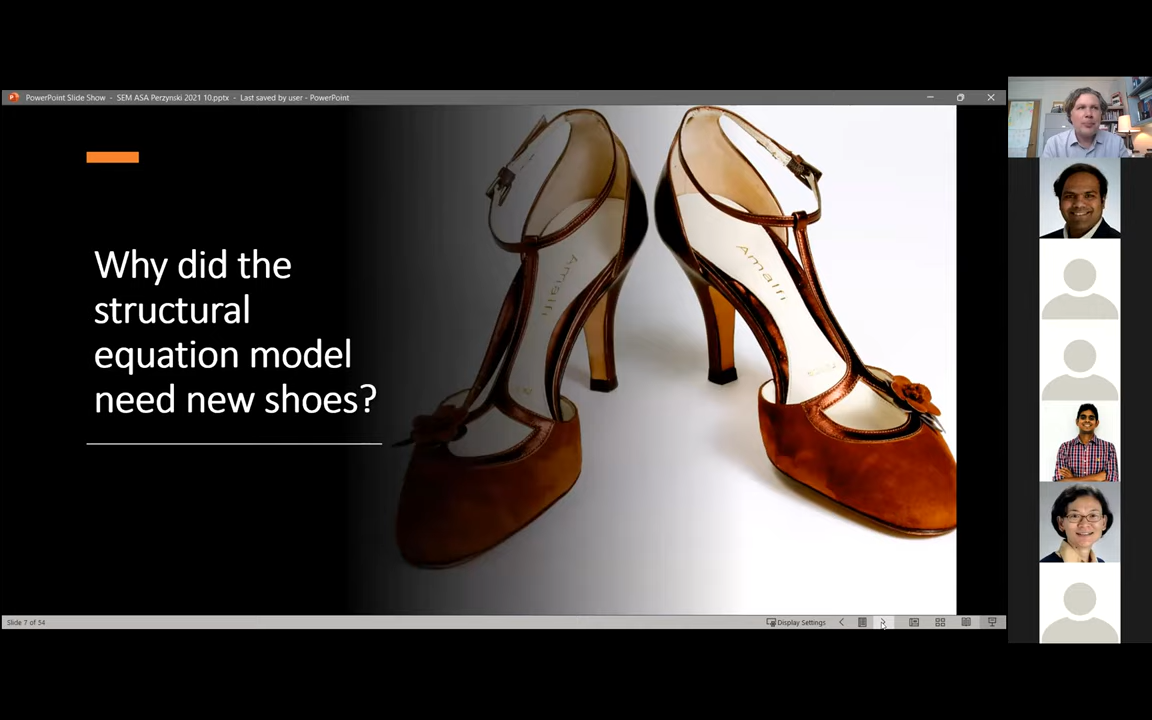 PowerPoint Slide Show - SEM ASA Perzynski 2021 10.pptx - Last saved by user - PowerPoint
Why did the
structural
equation model
need new shoes?
Amalfi
Amalfi
Slide 7 of 54
Display Settings